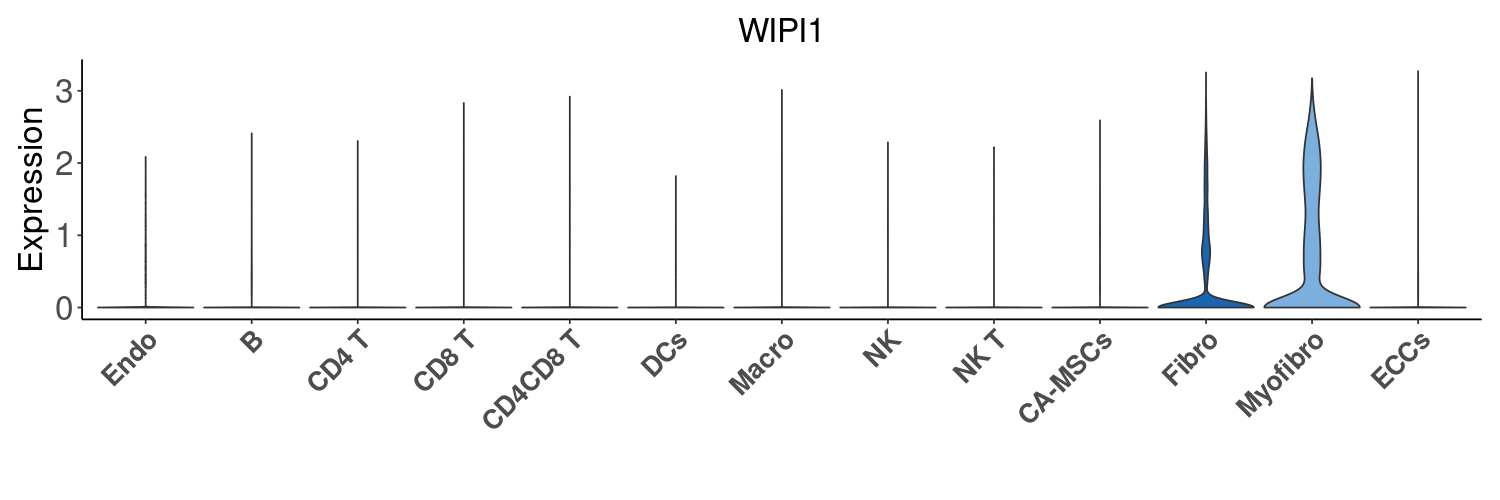 WIPI1
Expression
3
2
1
0
Endo
B
CD4 T
CD8 T
CD4CD8 T
DCs
Macro
NK
NK T
CA-MSCs
Fibro
Myofibro
ECCs